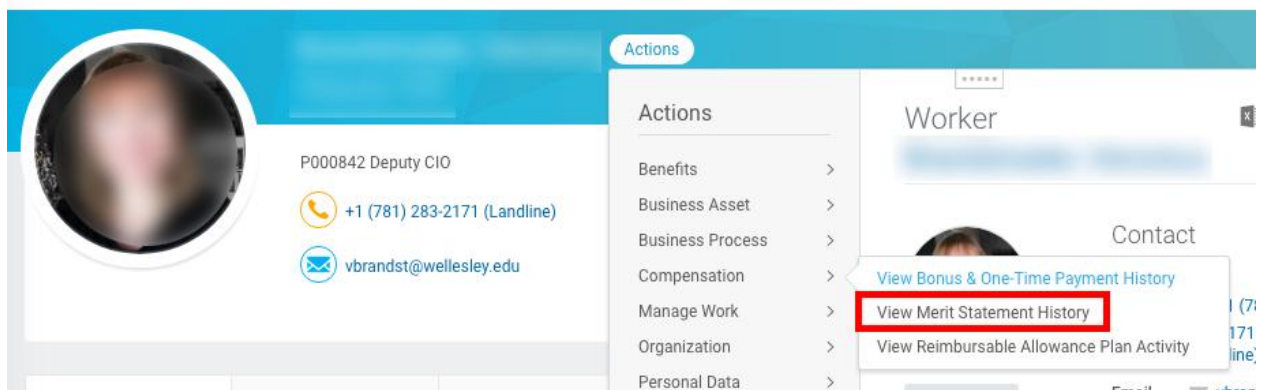 Actions
P000842 Deputy CIO
+1 (781) 283-2171 (Landline)
vbrandst@wellesley.edu
Actions
Benefits
Business Asset
Business Process
Compensation
Manage Work
Organization
Personal Data
Worker
Contact
View Bonus & One-Time Payment History
View Merit Statement History
View Reimbursable Allowance Plan Activity